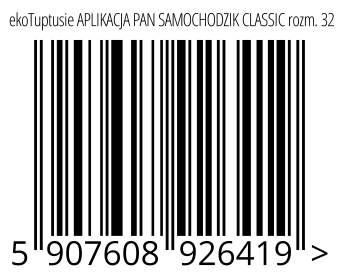 ekoTuptusie APLIKACJA PAN SAMOCHODZIK CLASSIC rozm. 32
5 907608 926419 >